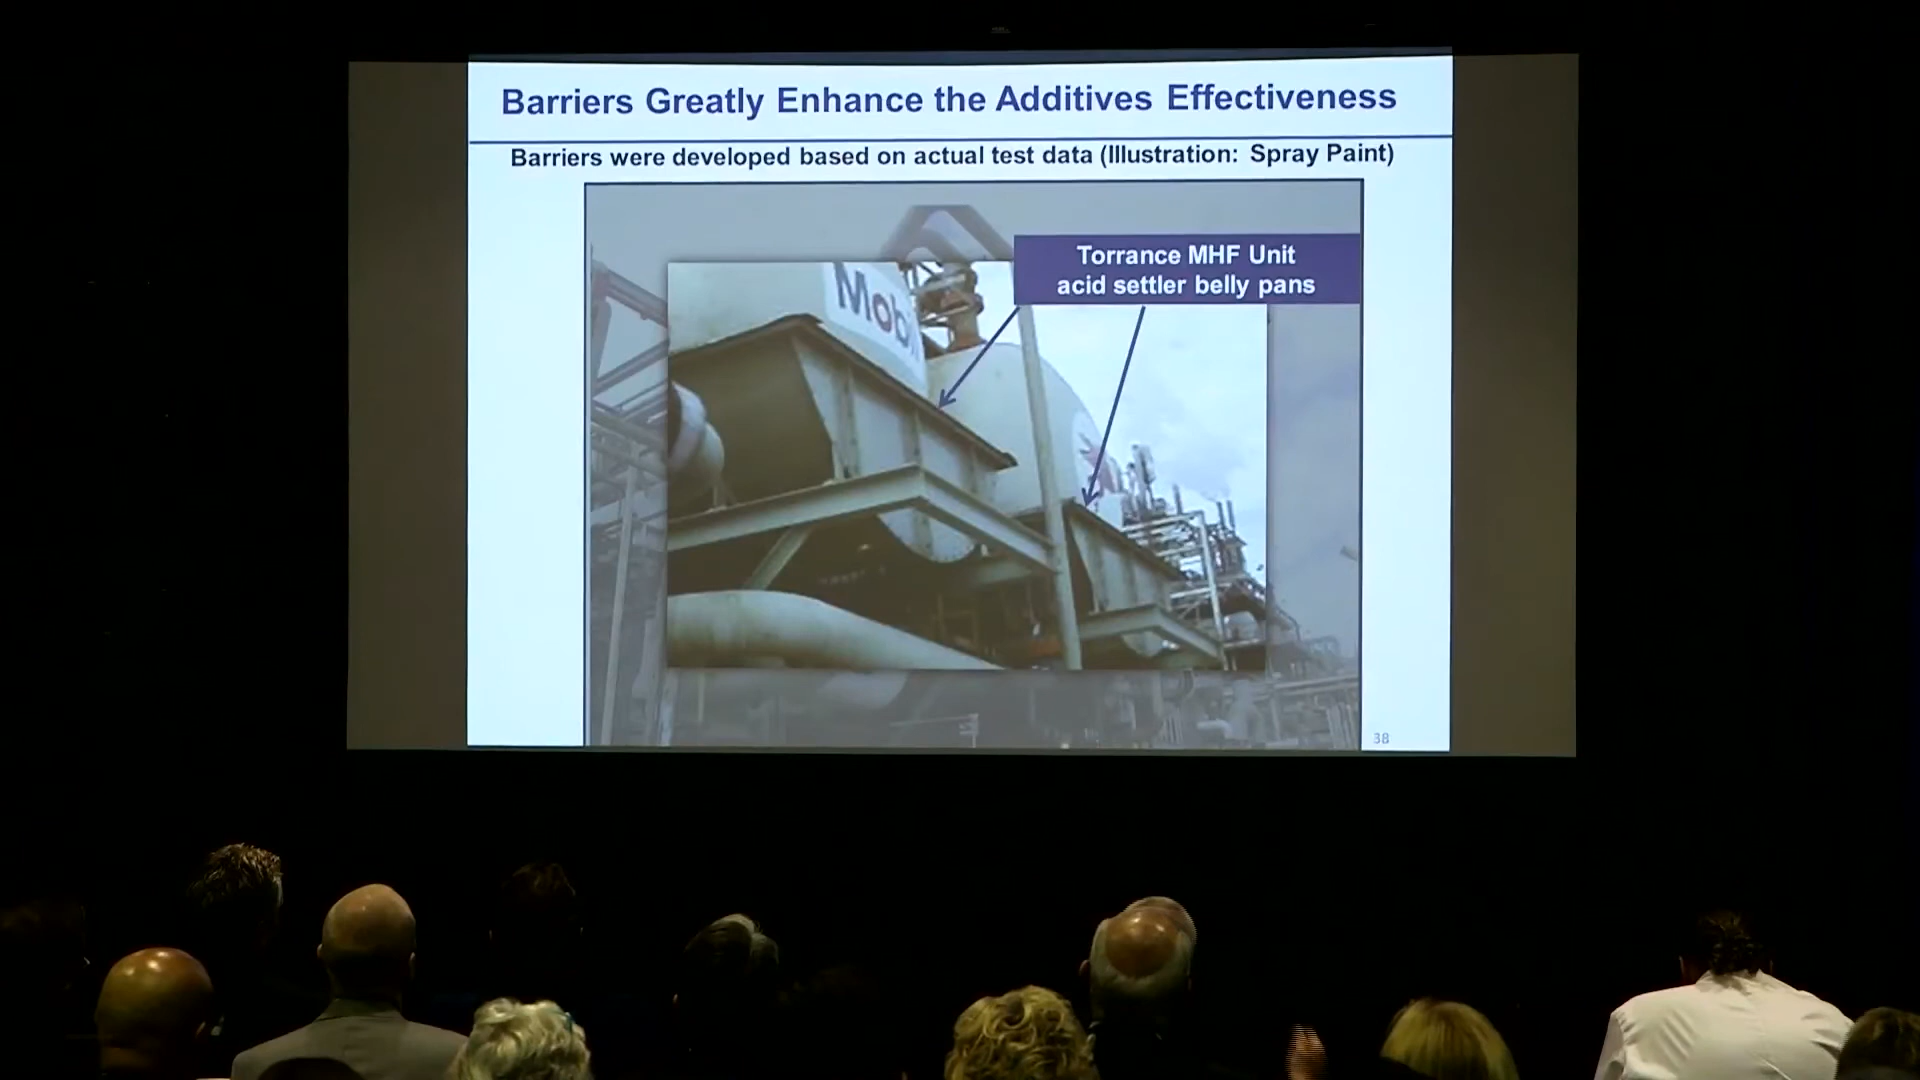 Barriers Greatly Enhance the Additives Effectiveness
Barriers were developed based on actual test data (Illustration: Spray Paint)
Torrance MHF Unit
acid settler belly pans
Mobi
38